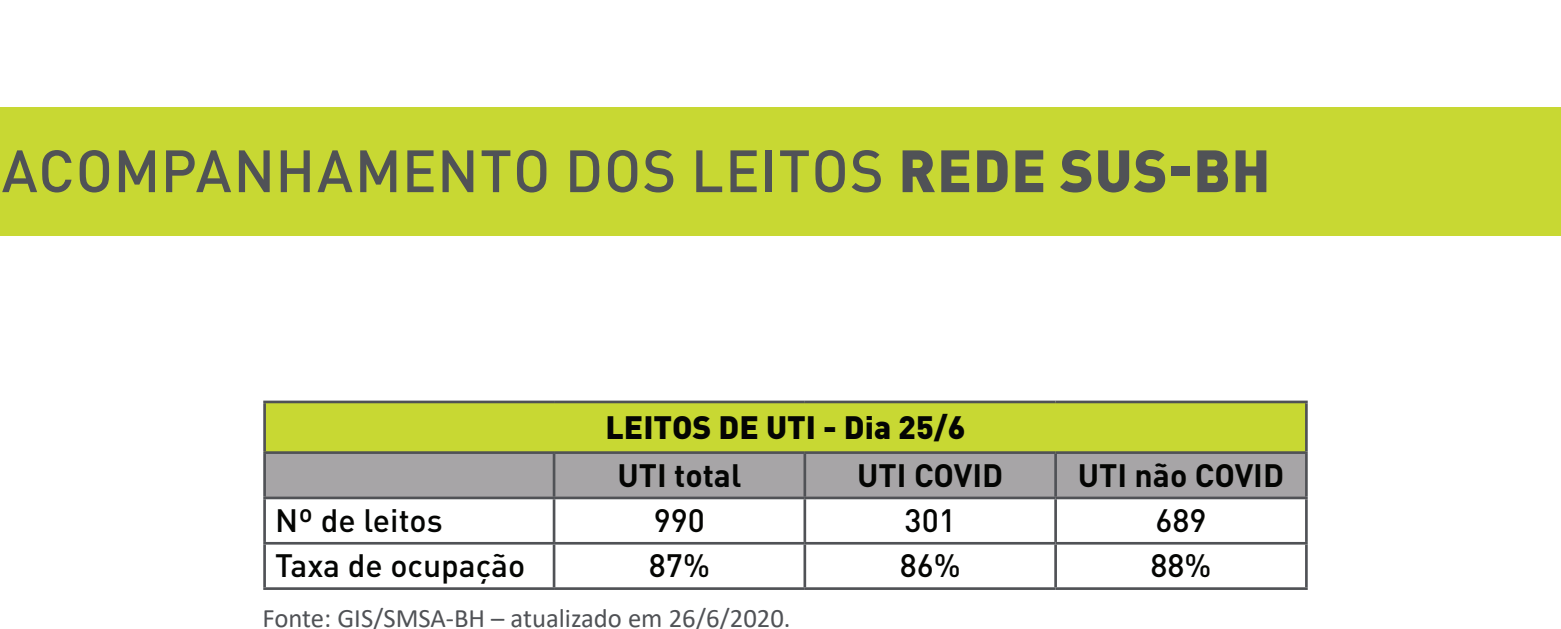 ACOMPANHAMENTO DOS LEITOS REDE SUS-BH
LEITOS DE UTI - Dia 25/6
UTI total UTI COVID UTI não COVID
Nº de leitos 990 301 689
Taxa de ocupação 87% 86% 88%
Fonte: GIS/SMSA-BH – atualizado em 26/6/2020.